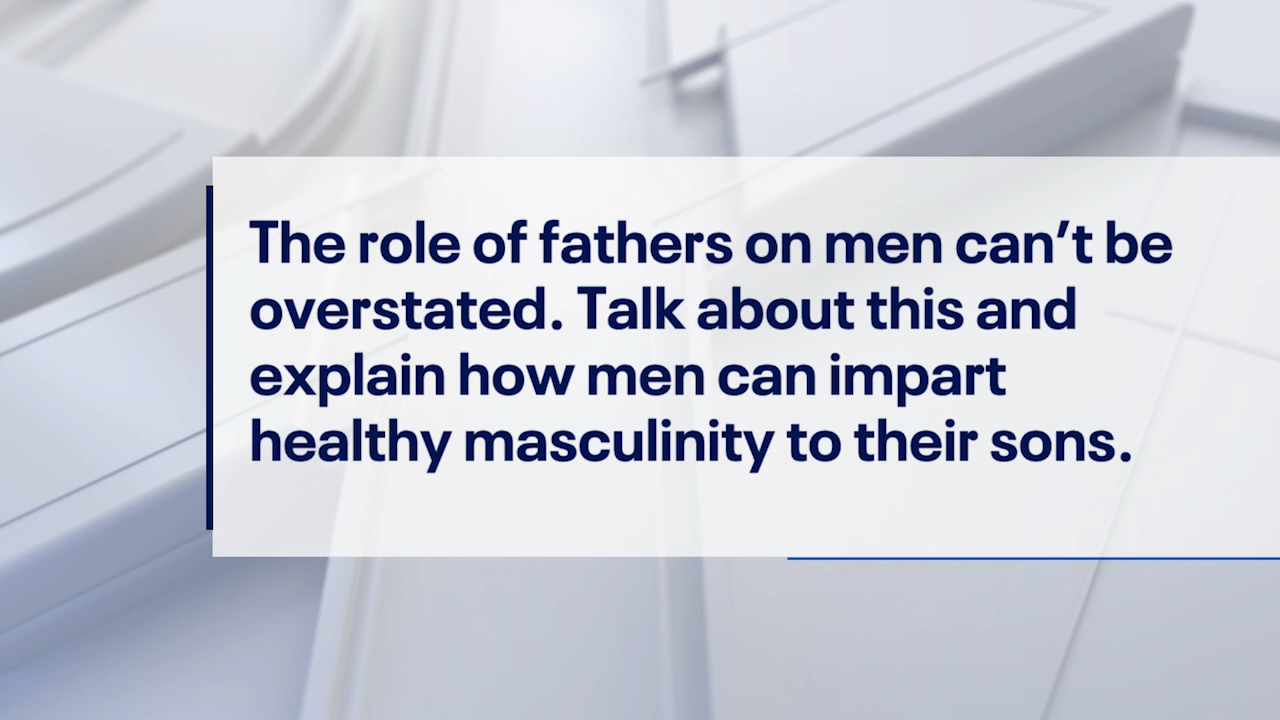 The role of fathers on men can’t be
overstated. Talk about this and
explain how men can impart
healthy masculinity to their sons.